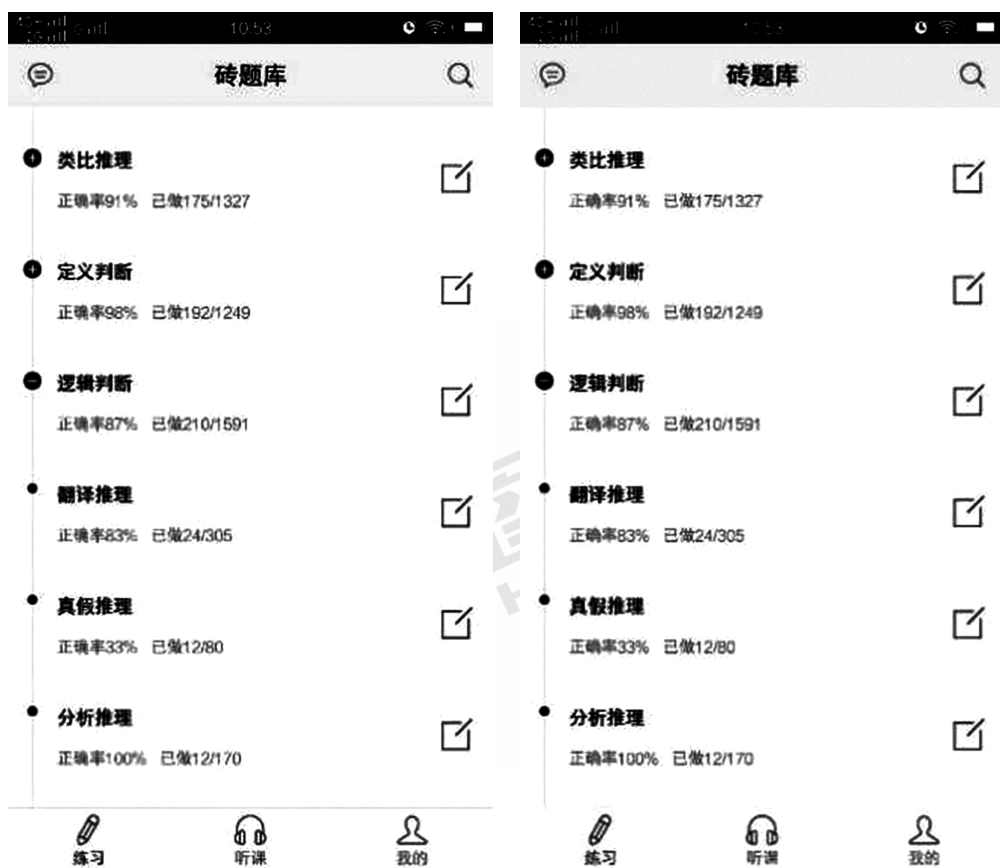 10:53
砖题库
类比推理
正确率91% 已做175/1327
定义判断
正确率98% 已做192/1249
逻辑判断
正确率87% 已做210/1591
翻译推理
正确率83% 已做24/305
真假推理
正确率33% 已做12/80
分析推理
正确率100% 已做12/170
练习 听课 我的
10:53
砖题库
类比推理
正确率91% 已做175/1327
定义判断
正确率98% 已做192/1249
逻辑判断
正确率87% 已做210/1591
翻译推理
正确率83% 已做24/305
真假推理
正确率33% 已做12/80
分析推理
正确率100% 已做12/170
练习 听课 我的